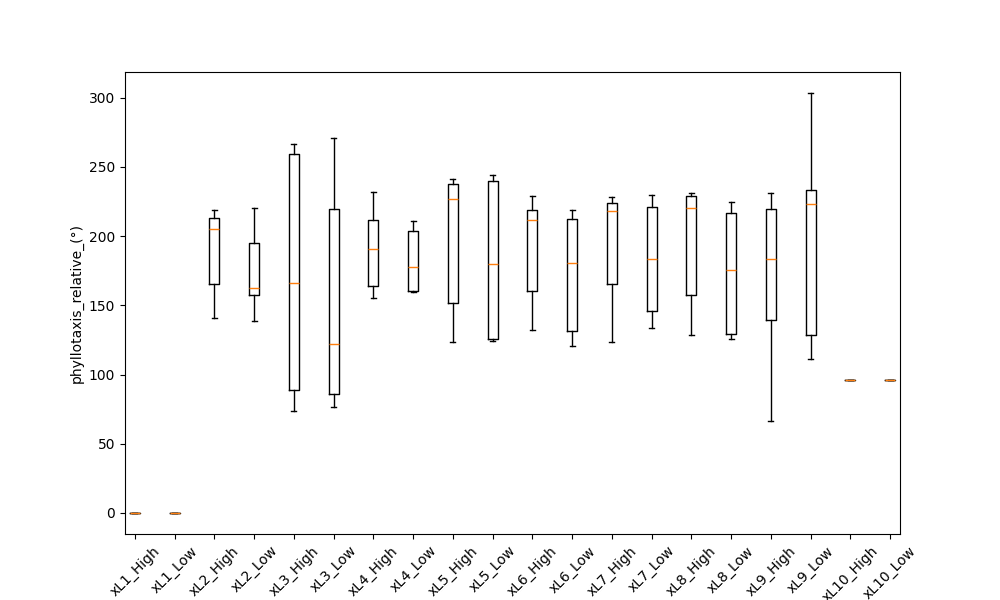 300
250
200
150
100
50
0
phyllotaxis_relative_(°)
xL1_High
xL1_Low
xL2_High
xL2_Low
xL3_High
xL3_Low
xL4_High
xL4_Low
xL5_High
xL5_Low
xL6_High
xL6_Low
xL7_High
xL7_Low
xL8_High
xL8_Low
xL9_High
xL9_Low
xL10_High
xL10_Low